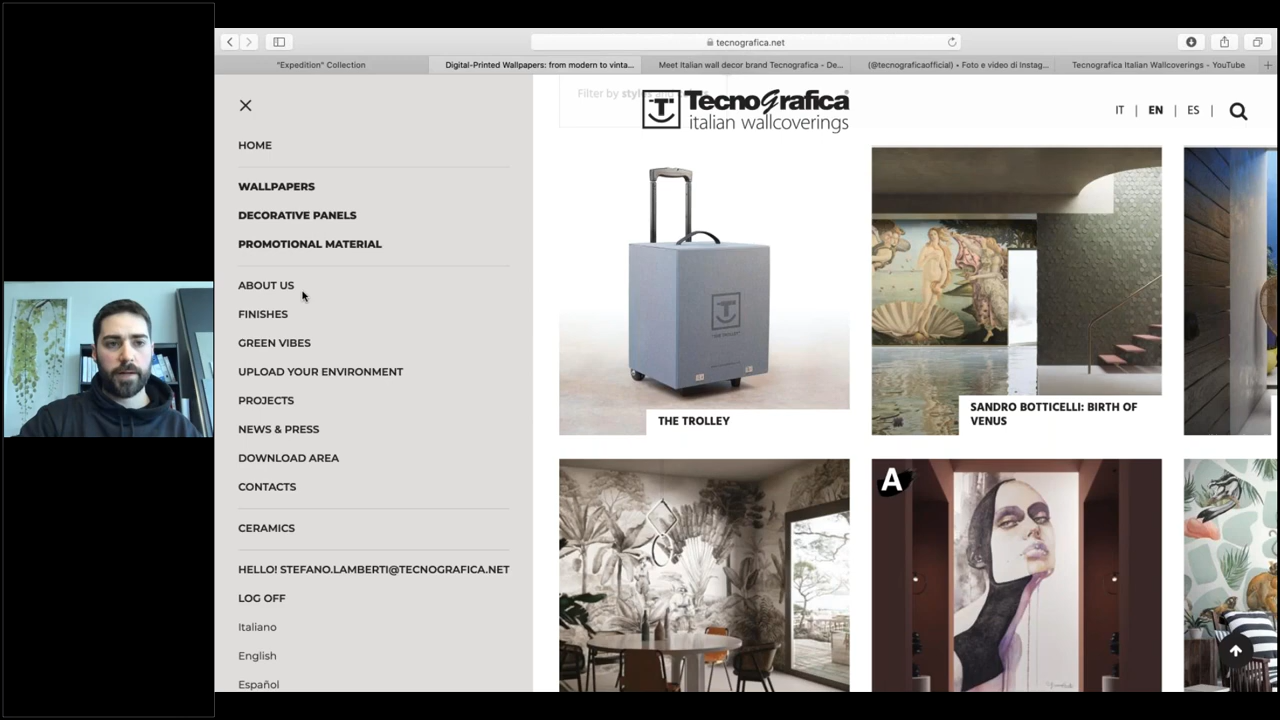 tecnografica.net
"Expedition" Collection
Digital-Printed Wallpapers: from modern to vinta...
Meet Italian wall decor brand Tecnografica - De...
(@tecnograficaofficial) • Foto e video di Instag...
Tecnografica Italian Wallcoverings - YouTube
HOME
WALLPAPERS
DECORATIVE PANELS
PROMOTIONAL MATERIAL
ABOUT US
FINISHES
GREEN VIBES
UPLOAD YOUR ENVIRONMENT
PROJECTS
NEWS & PRESS
DOWNLOAD AREA
CONTACTS
CERAMICS
HELLO! STEFANO.LAMBERTI@TECNOGRAFICA.NET
LOG OFF
Italiano
English
Español
Filter by
TecnoGrafica
italian wallcoverings
IT | EN | ES |
THE TROLLEY
SANDRO BOTTICELLI: BIRTH OF
VENUS
A